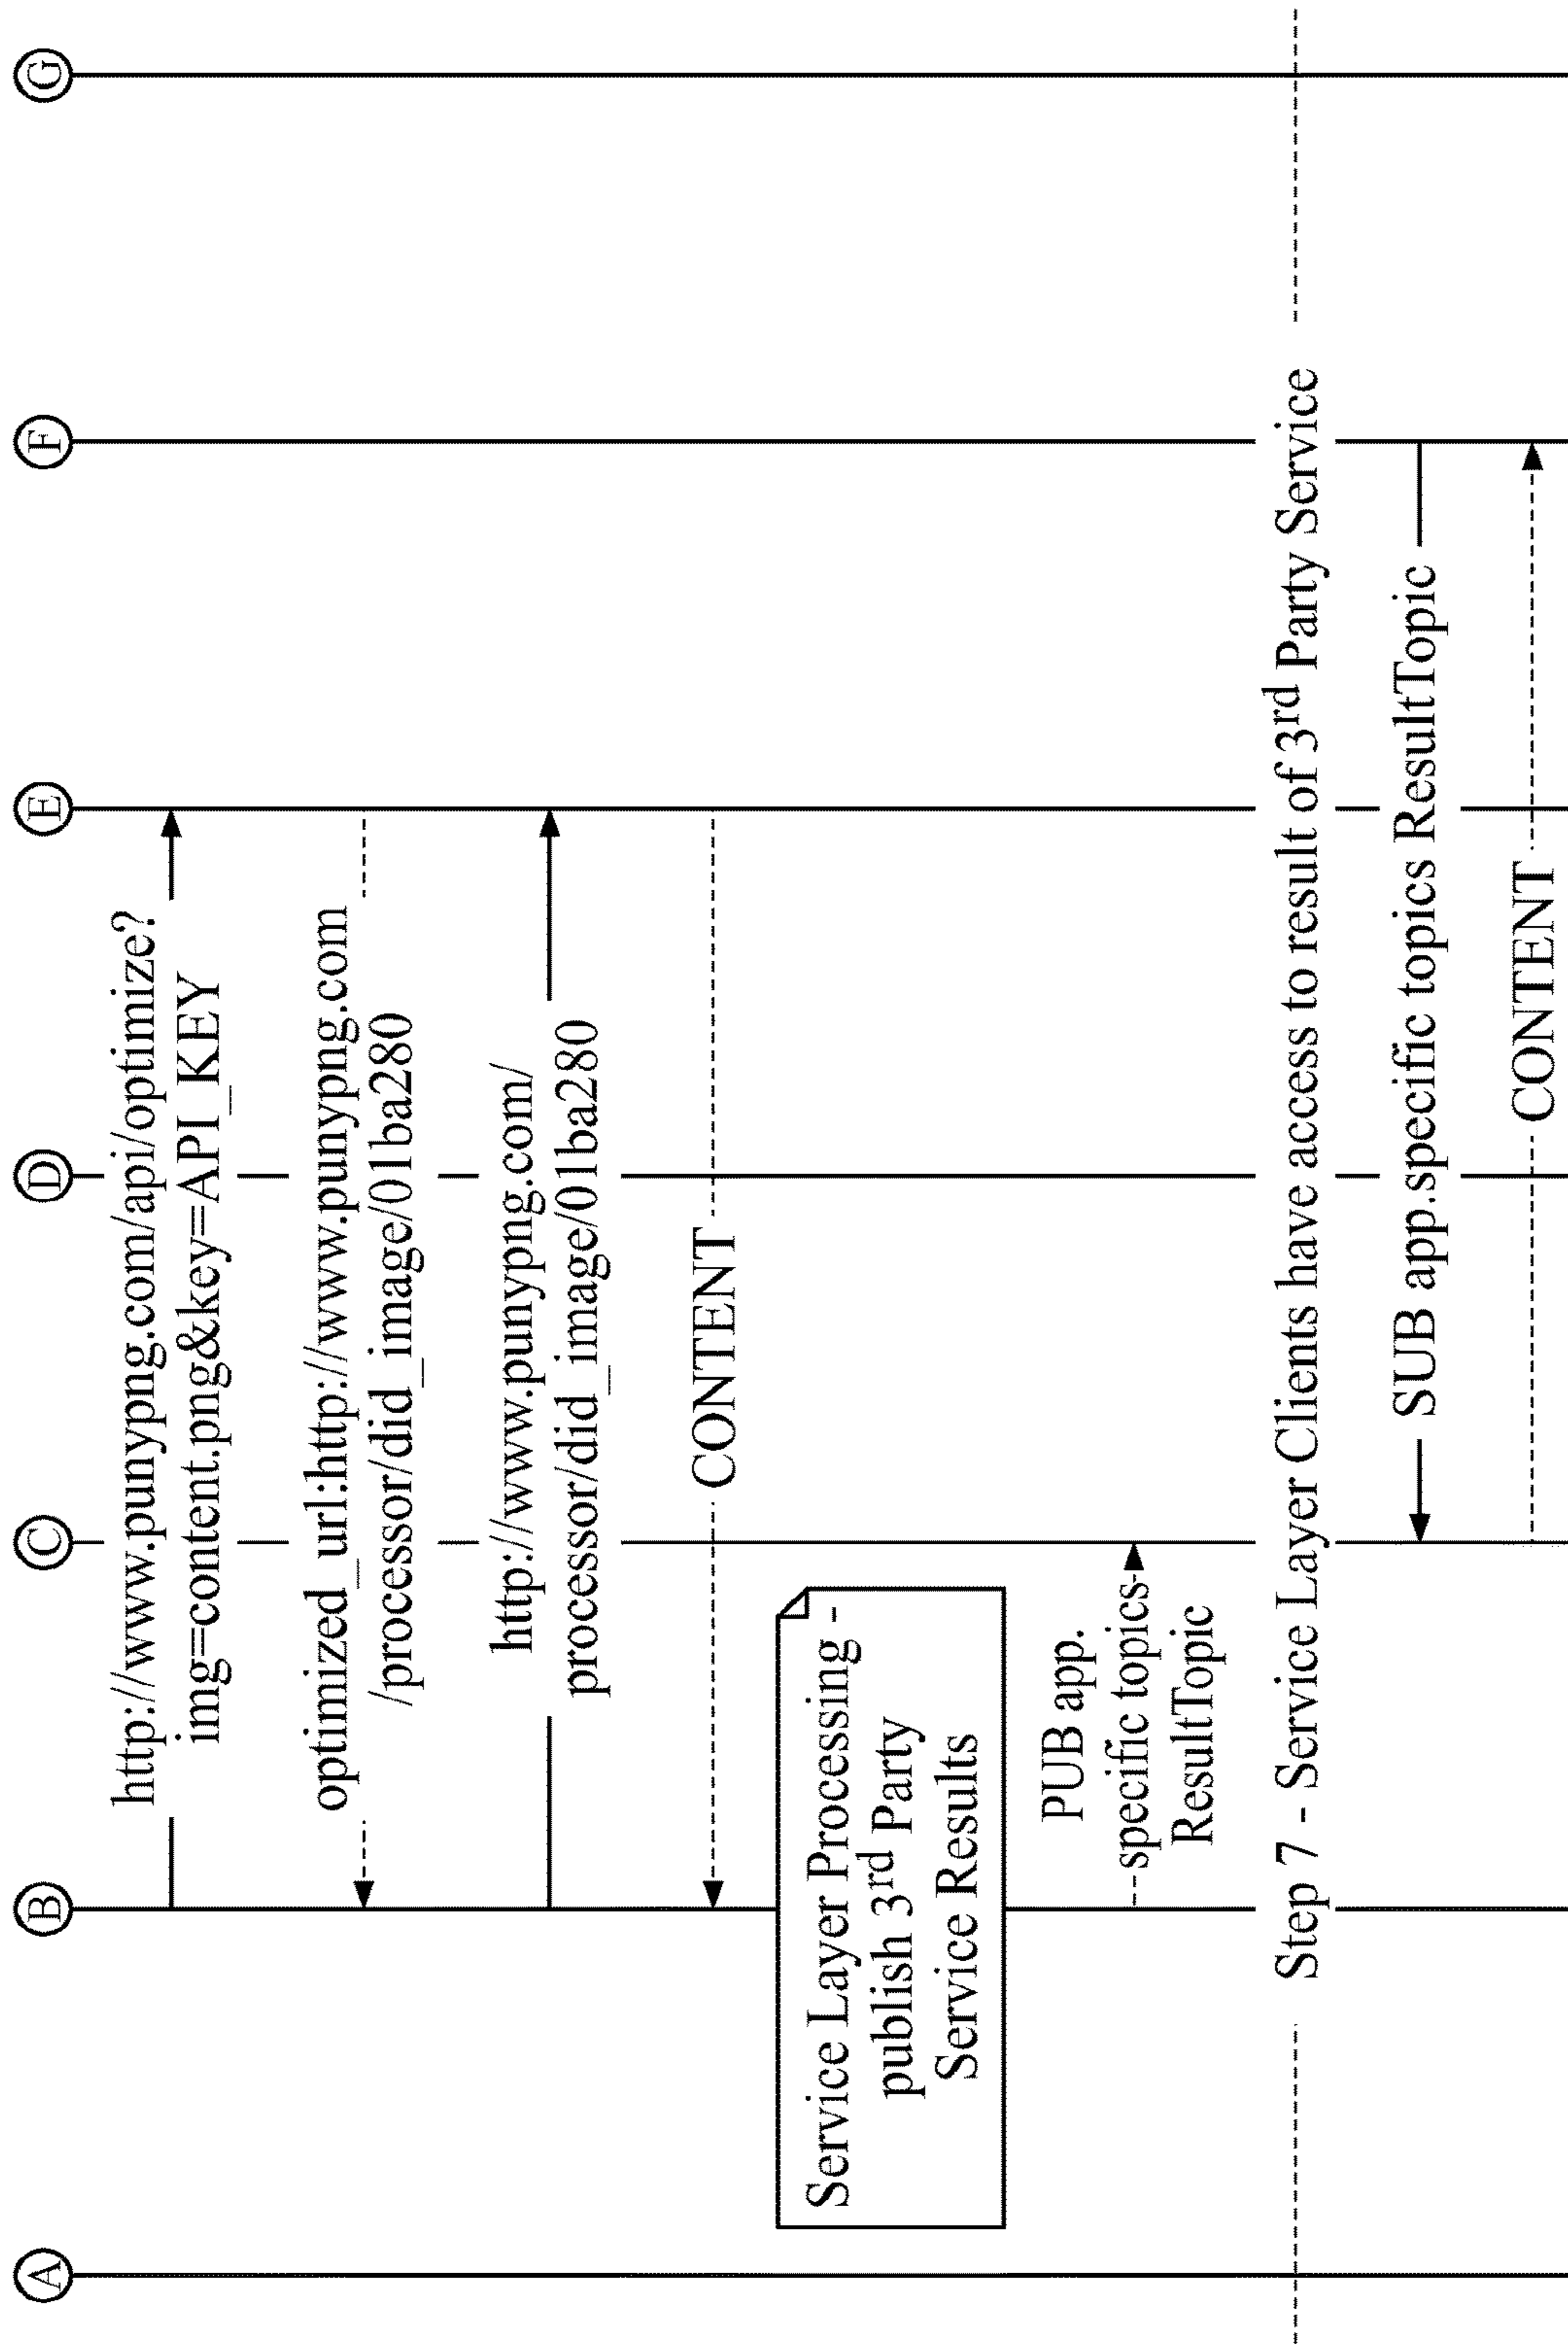 A
B
C
D
E
F
G
http://www.punypng.com/api/optimize?
img=content.png&key=API_KEY
optimized_url:http://www.punypng.com
/processor/did_image/01ba280
http://www.punypng.com/
processor/did_image/01ba280
CONTENT
Service Layer Processing -
publish 3rd Party
Service Results
PUB app.
specific topics
ResultTopic
Step 7 - Service Layer Clients have access to result of 3rd Party Service
SUB app.specific topics ResultTopic
CONTENT